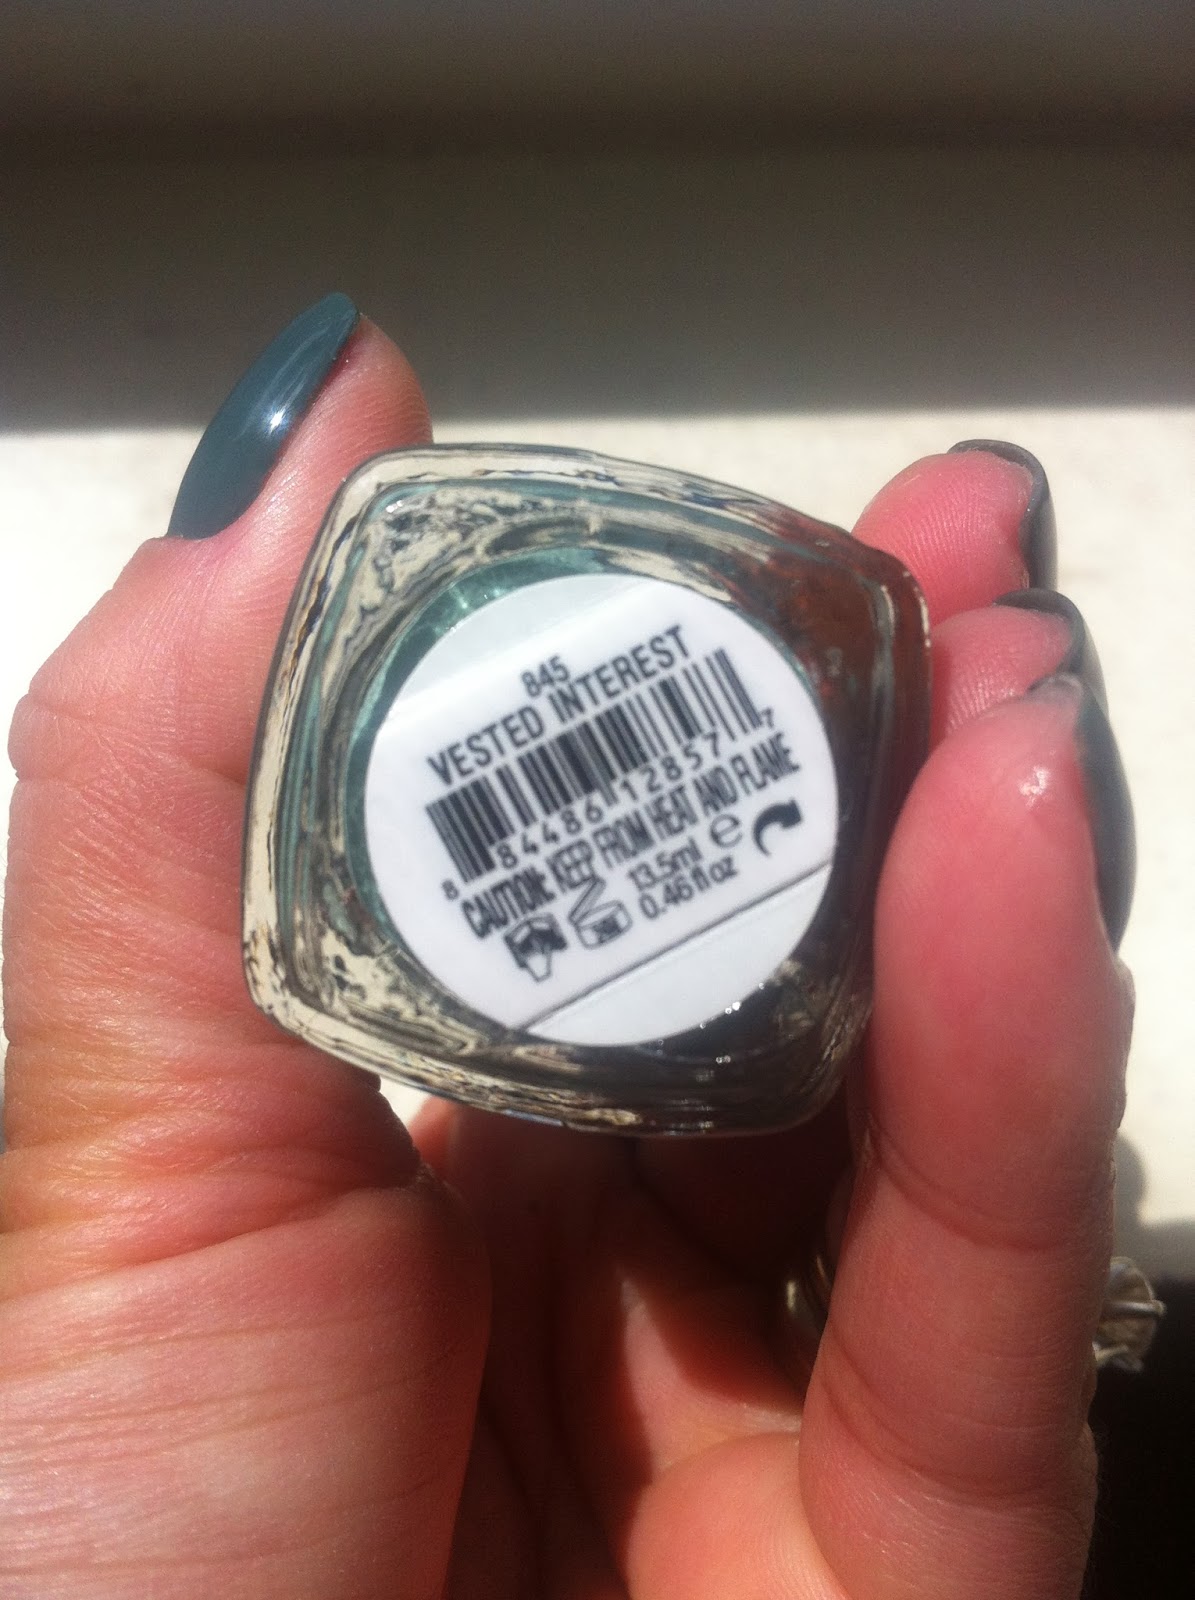 845
VESTED INTEREST
8 84486 12857 7
CAUTION: KEEP FROM HEAT AND FLAME
13.5ml e
0.46 fl oz